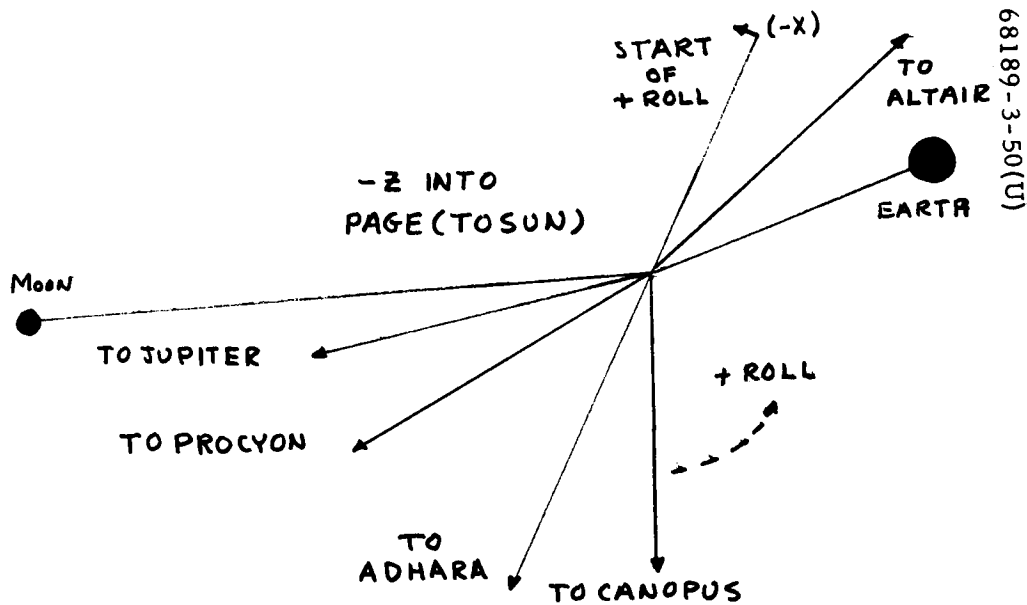 (-X)
START
OF
+ ROLL
TO
ALTAIR
68189-3-50(U)
-Z INTO
PAGE (TO SUN)
EARTH
MOON
TO JUPITER
+ ROLL
TO PROCYON
TO
ADHARA
TO CANOPUS